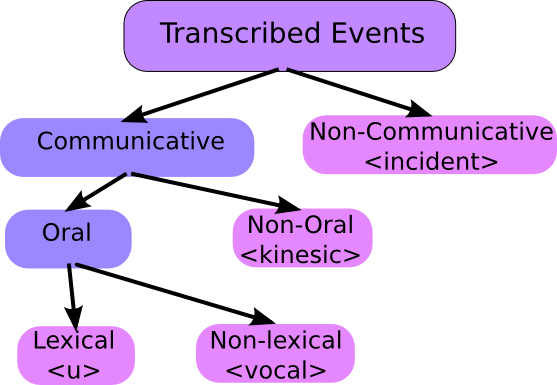 Transcribed Events
Communicative
Non-Communicative
<incident>
Oral
Non-Oral
<kinesic>
Lexical
<u>
Non-lexical
<vocal>